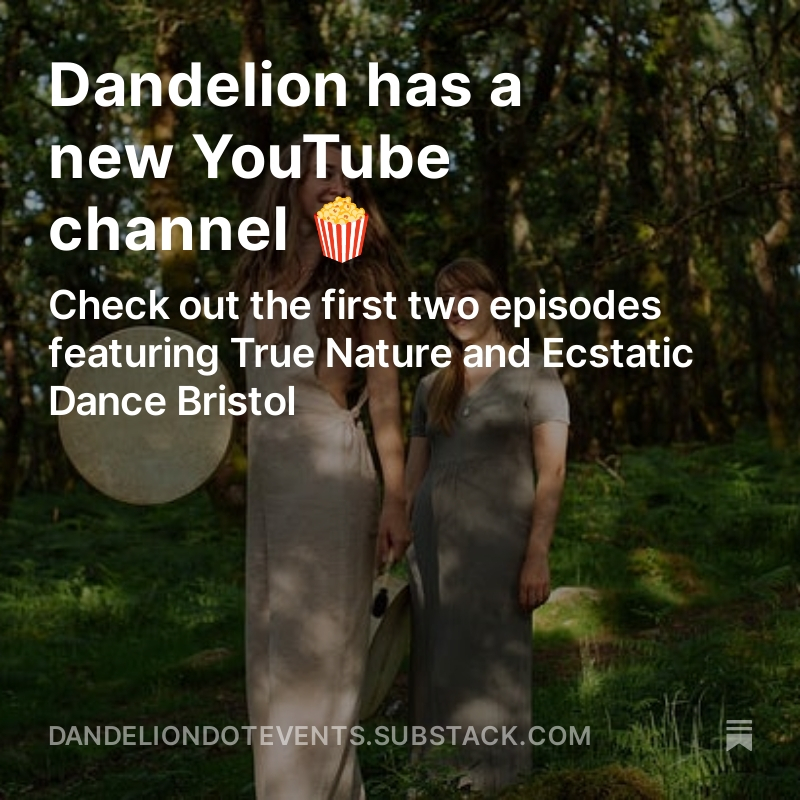 Dandelion has a
new YouTube
channel 🍿
Check out the first two episodes
featuring True Nature and Ecstatic
Dance Bristol
DANDELIONDOTEVENTS.SUBSTACK.COM